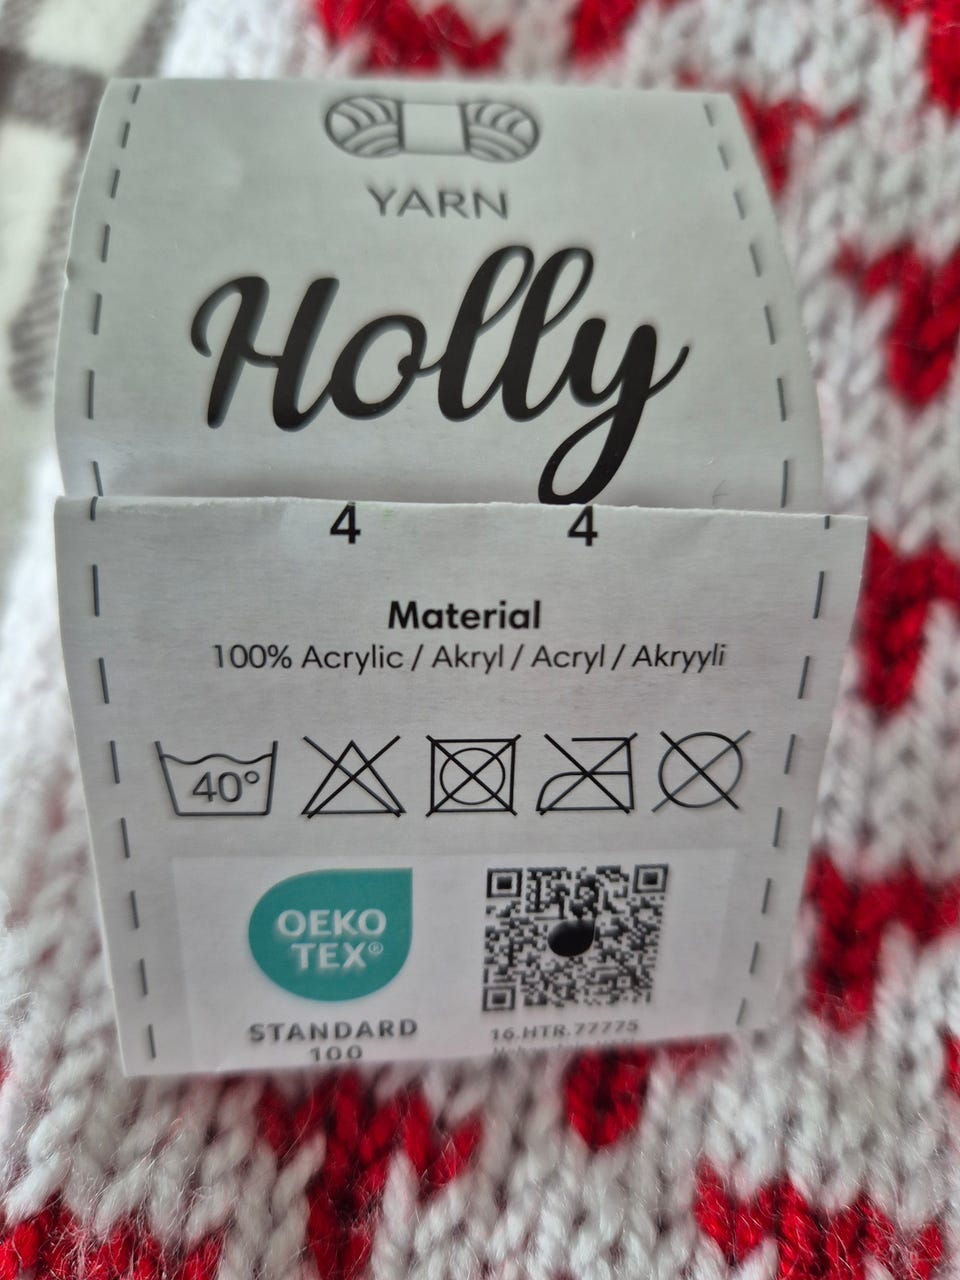 YARN
Holly
4 4
Material
100% Acrylic / Akryl / Acryl / Akryyli
40°
OEKO
TEX®
STANDARD
100
16.HTR.77775